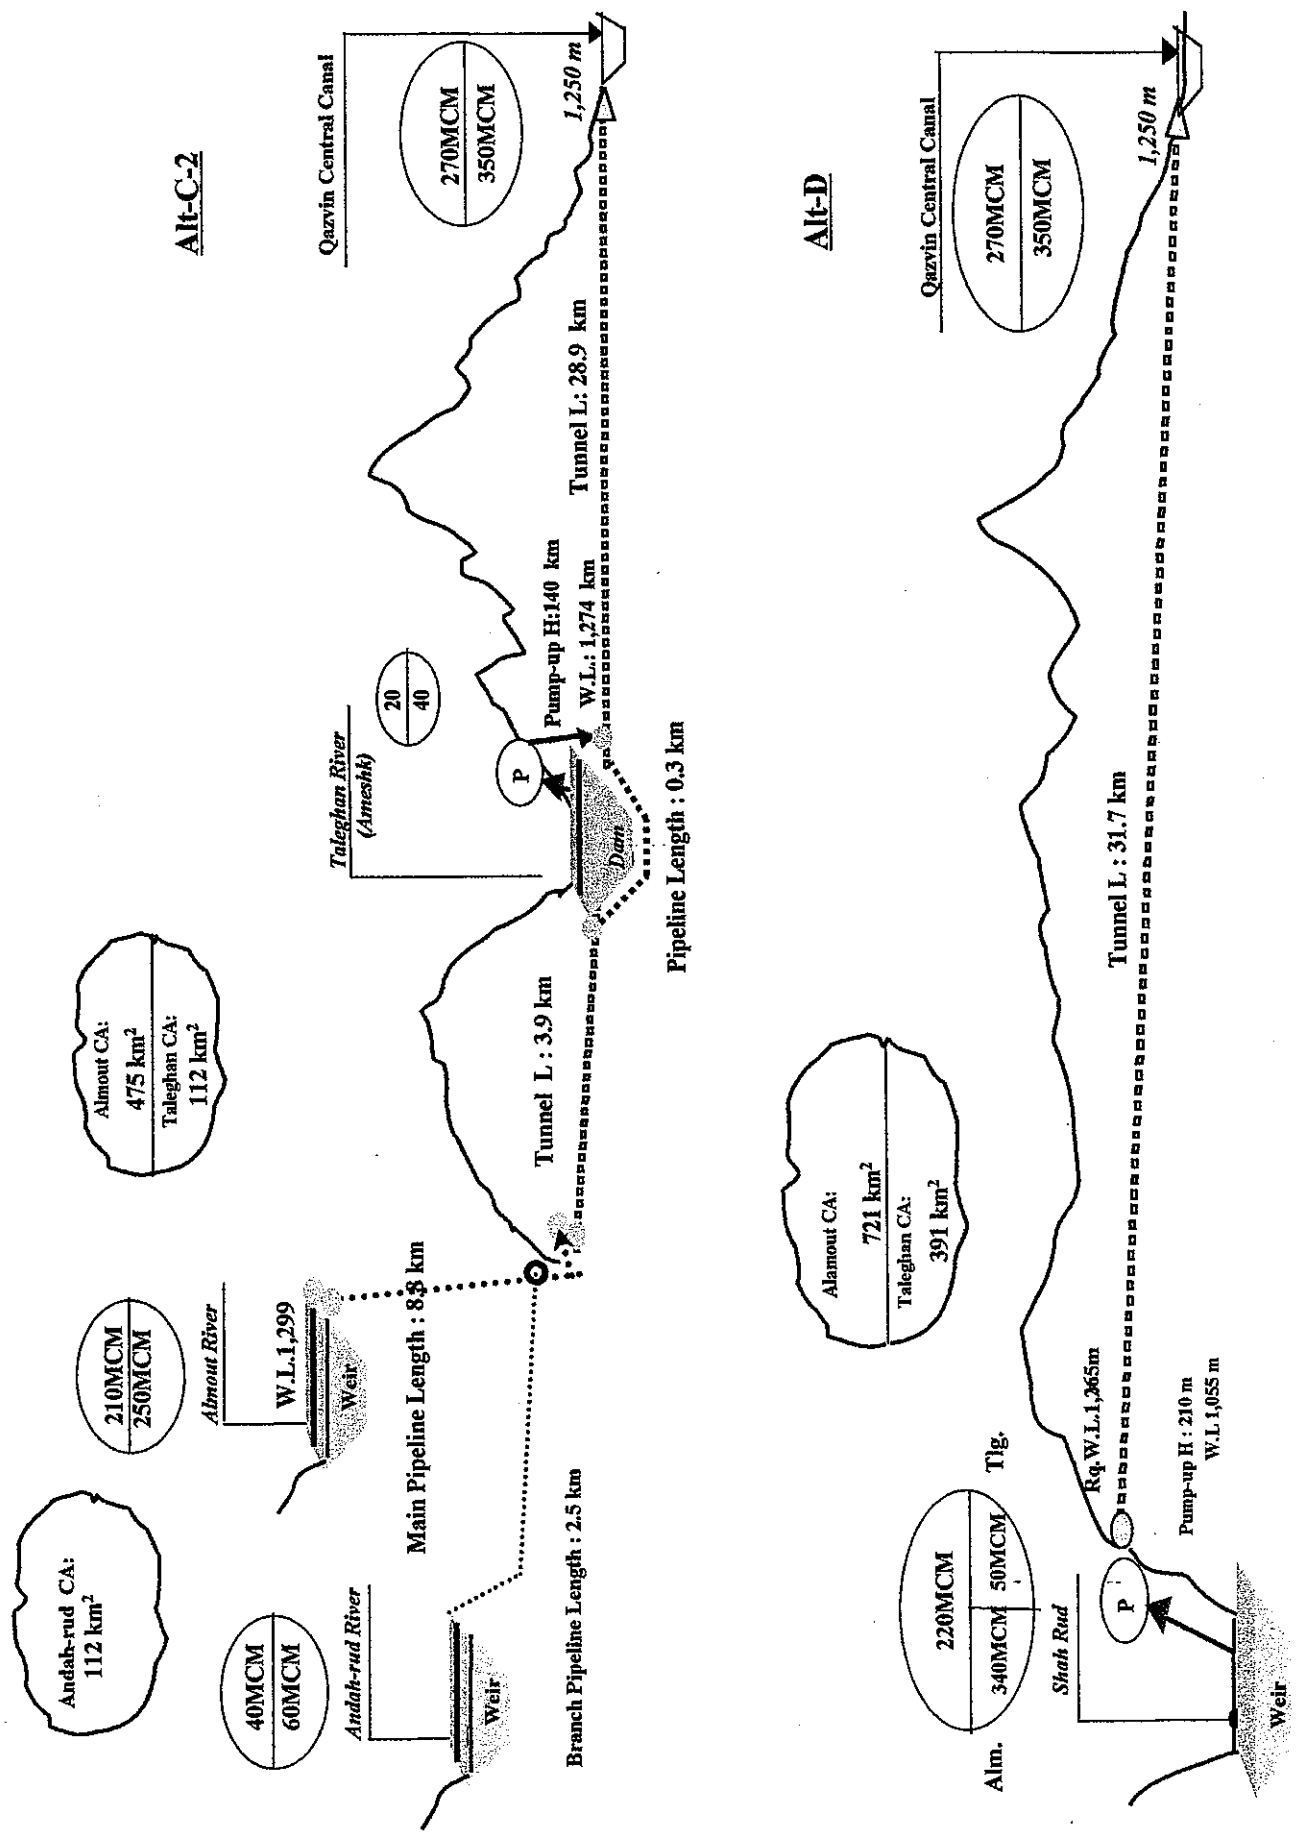 Alt-C-2
Andah-rud CA:
112 km²
Almout CA:
475 km²
Taleghan CA:
112 km²
210MCM
250MCM
Almout River
W.L.1,299
Weir
40MCM
60MCM
Andah-rud River
Weir
Main Pipeline Length : 8.8 km
Branch Pipeline Length : 2.5 km
Tunnel L : 3.9 km
Taleghan River
(Ameshk)
20
40
P
Dam
Pump-up H:140 km
W.L.: 1,274 km
Pipeline Length : 0.3 km
Tunnel L: 28.9 km
Qazvin Central Canal
270MCM
350MCM
1,250 m
Alt-D
Alamout CA:
721 km²
Taleghan CA:
391 km²
220MCM
340MCM 50MCM
Alm.
Tlg.
Shah Rud
P
Weir
Rq.W.L.1,265m
Pump-up H : 210 m
W.L 1,055 m
Tunnel L : 31.7 km
Qazvin Central Canal
270MCM
350MCM
1,250 m